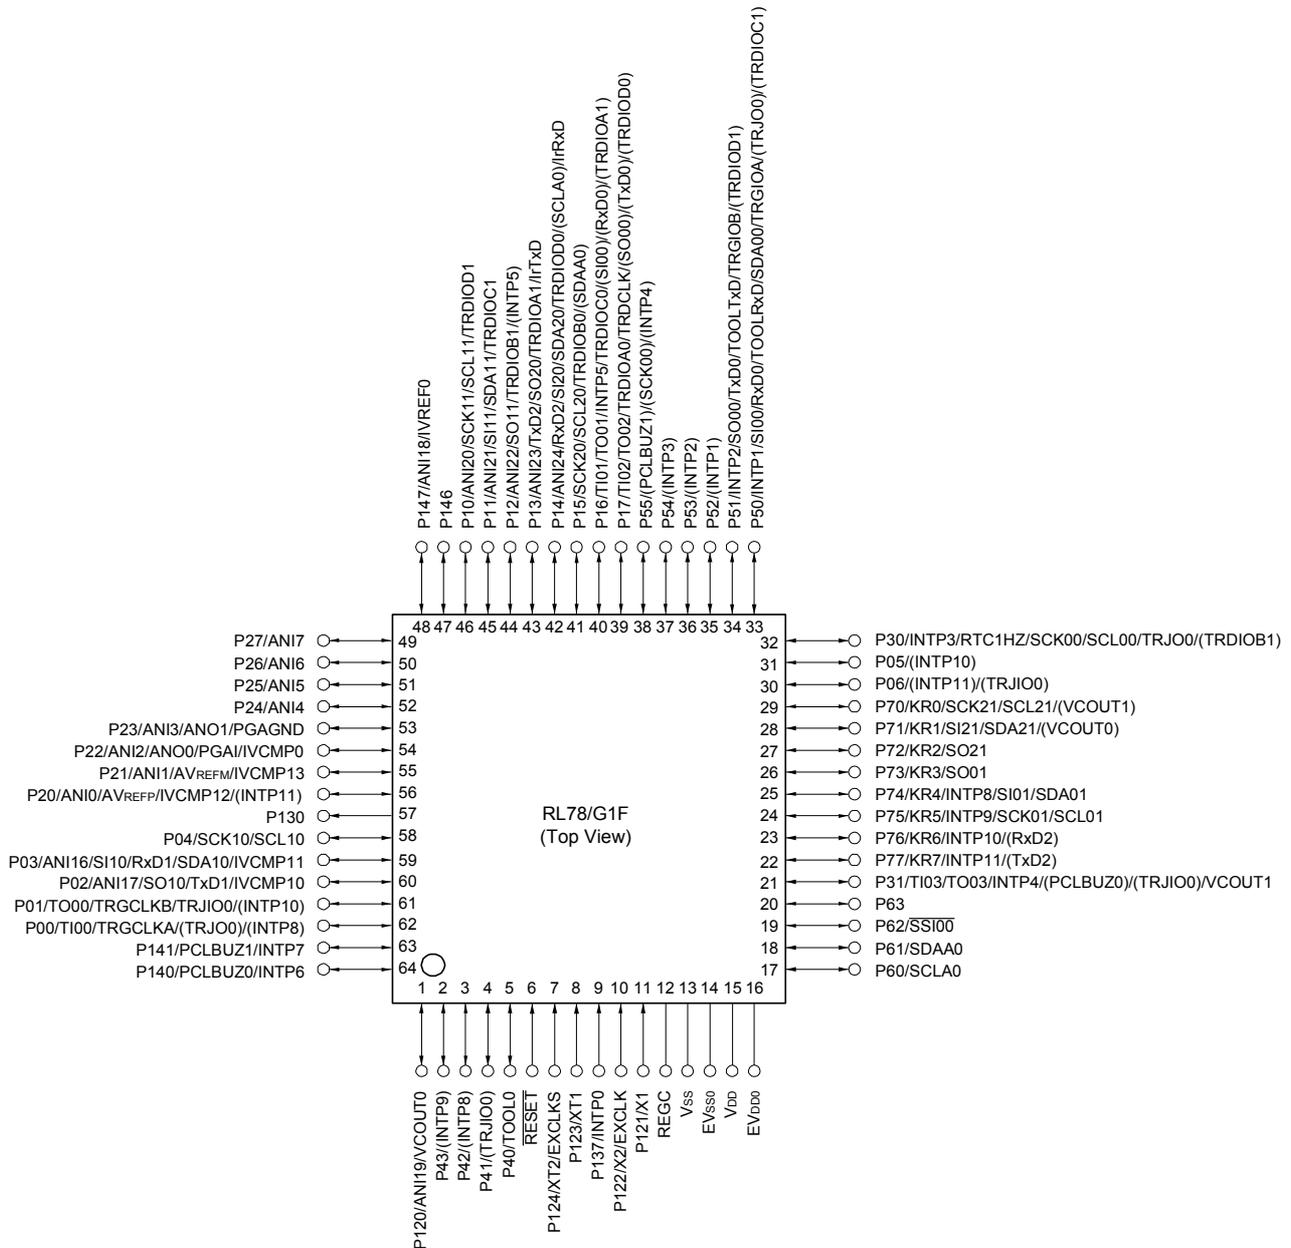 P147/ANI18/IVREF0
P146
P10/ANI20/SCK11/SCL11/TRDIOD1
P11/ANI21/SI11/SDA11/TRDIOC1
P12/ANI22/SO11/TRDIOB1/(INTP5)
P13/ANI23/TxD2/SO20/TRDIOA1/IrTxD
P14/ANI24/RxD2/SI20/SDA20/TRDIOD0/(SCLA0)/IrRxD
P15/SCK20/SCL20/TRDIOB0/(SDAA0)
P16/TI01/TO01/INTP5/TRDIOC0/(SI00)/(RxD0)/(TRDIOA1)
P17/TI02/TO02/TRDIOA0/TRDCLK/(SO00)/(TxD0)/(TRDIOD0)
P55/(PCLBUZ1)/(SCK00)/(INTP4)
P54/(INTP3)
P53/(INTP2)
P52/(INTP1)
P51/INTP2/SO00/TxD0/TOOLTxD/TRGIOB/(TRDIOD1)
P50/INTP1/SI00/RxD0/TOOLRxD/SDA00/TRGIOA/(TRJO0)/(TRDIOC1)
48 47 46 45 44 43 42 41 40 39 38 37 36 35 34 33
P27/ANI7 49
P26/ANI6 50
P25/ANI5 51
P24/ANI4 52
P23/ANI3/ANO1/PGAGND 53
P22/ANI2/ANO0/PGAI/IVCMP0 54
P21/ANI1/AVREFM/IVCMP13 55
P20/ANI0/AVREFP/IVCMP12/(INTP11) 56
P130 57
P04/SCK10/SCL10 58
P03/ANI16/SI10/RxD1/SDA10/IVCMP11 59
P02/ANI17/SO10/TxD1/IVCMP10 60
P01/TO00/TRGCLKB/TRJIO0/(INTP10) 61
P00/TI00/TRGCLKA/(TRJO0)/(INTP8) 62
P141/PCLBUZ1/INTP7 63
P140/PCLBUZ0/INTP6 64
RL78/G1F
(Top View)
32 P30/INTP3/RTC1HZ/SCK00/SCL00/TRJO0/(TRDIOB1)
31 P05/(INTP10)
30 P06/(INTP11)/(TRJIO0)
29 P70/KR0/SCK21/SCL21/(VCOUT1)
28 P71/KR1/SI21/SDA21/(VCOUT0)
27 P72/KR2/SO21
26 P73/KR3/SO01
25 P74/KR4/INTP8/SI01/SDA01
24 P75/KR5/INTP9/SCK01/SCL01
23 P76/KR6/INTP10/(RxD2)
22 P77/KR7/INTP11/(TxD2)
21 P31/TI03/TO03/INTP4/(PCLBUZ0)/(TRJIO0)/VCOUT1
20 P63
19 P62/SSI00
18 P61/SDAA0
17 P60/SCLA0
1 2 3 4 5 6 7 8 9 10 11 12 13 14 15 16
P120/ANI19/VCOUT0
P43/(INTP9)
P42/(INTP8)
P41/(TRJIO0)
P40/TOOL0
RESET
P124/XT2/EXCLKS
P123/XT1
P137/INTP0
P122/X2/EXCLK
P121/X1
REGC
VSS
EVSS0
VDD
EVDD0